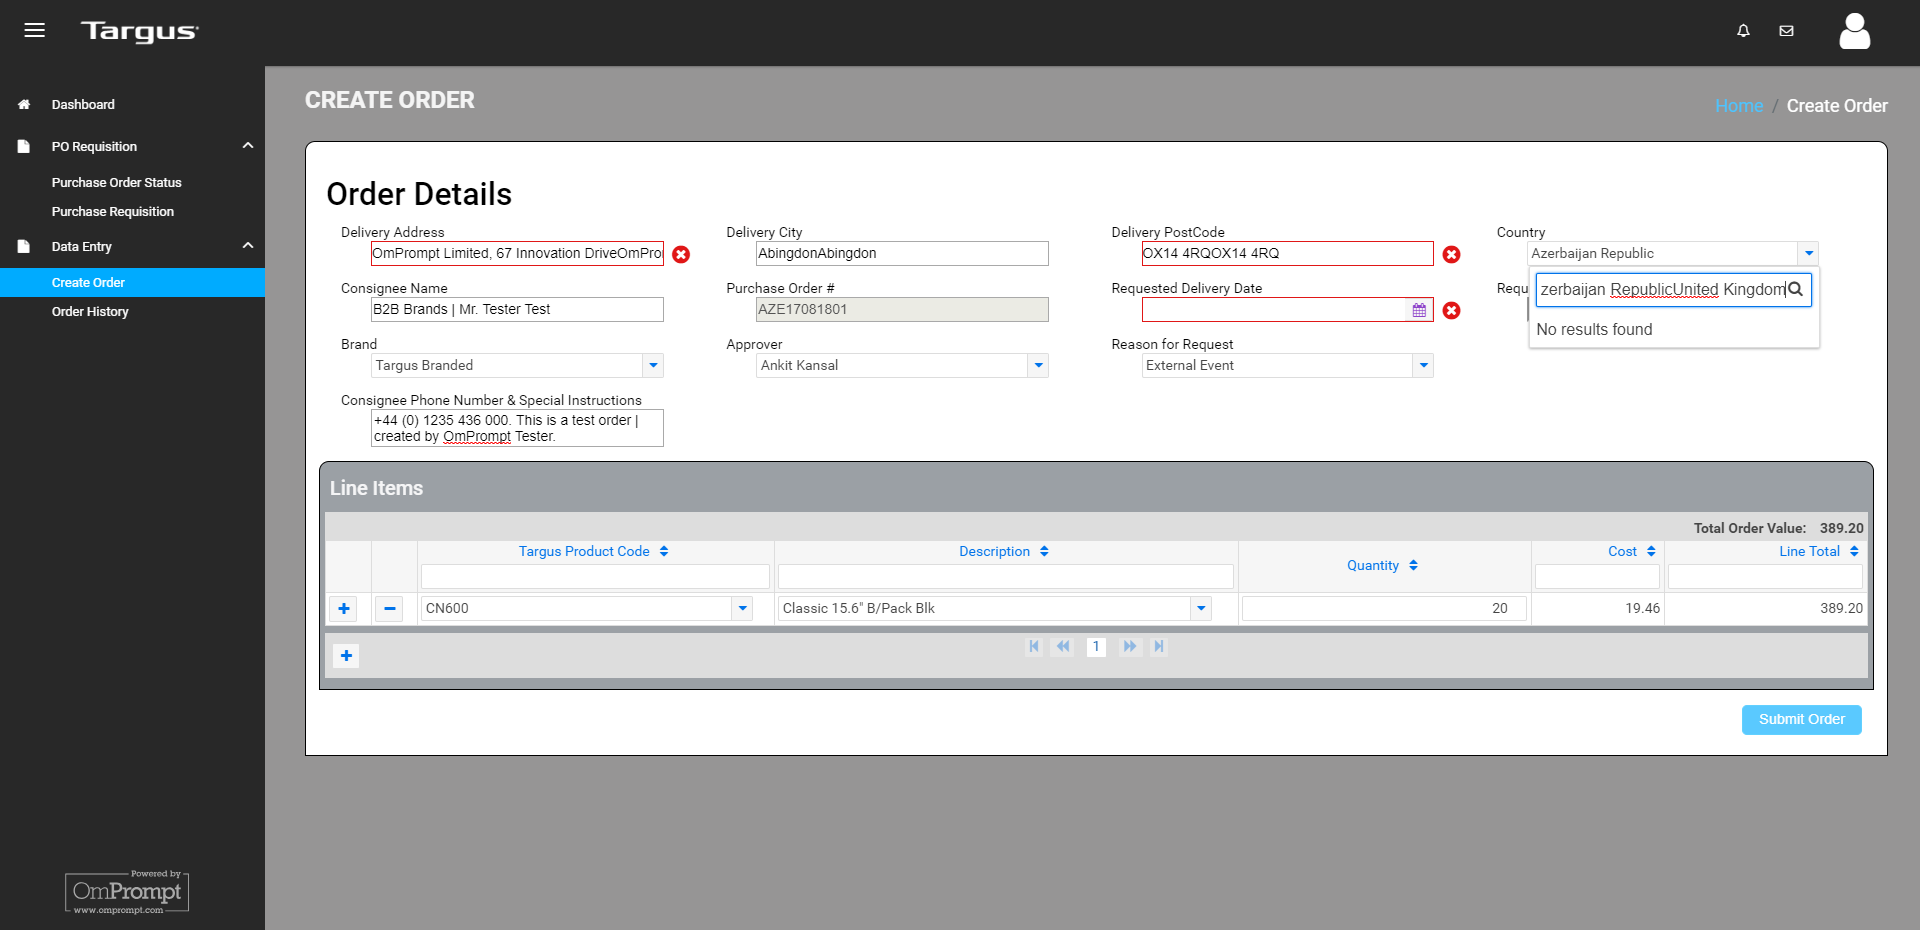 Targus
Dashboard
PO Requisition
Purchase Order Status
Purchase Requisition
Data Entry
Create Order
Order History
Powered by
OmPrompt
www.omprompt.com
CREATE ORDER
Home / Create Order
Order Details
Delivery Address
OmPrompt Limited, 67 Innovation DriveOmPro
Delivery City
AbingdonAbingdon
Delivery PostCode
OX14 4RQOX14 4RQ
Country
Azerbaijan Republic
zerbaijan RepublicUnited Kingdom
No results found
Consignee Name
B2B Brands | Mr. Tester Test
Purchase Order #
AZE17081801
Requested Delivery Date
Requ
Brand
Targus Branded
Approver
Ankit Kansal
Reason for Request
External Event
Consignee Phone Number & Special Instructions
+44 (0) 1235 436 000. This is a test order |
created by OmPrompt Tester.
Line Items
Total Order Value: 389.20
Targus Product Code
Description
Quantity
Cost
Line Total
CN600
Classic 15.6" B/Pack Blk
20
19.46
389.20
1
Submit Order